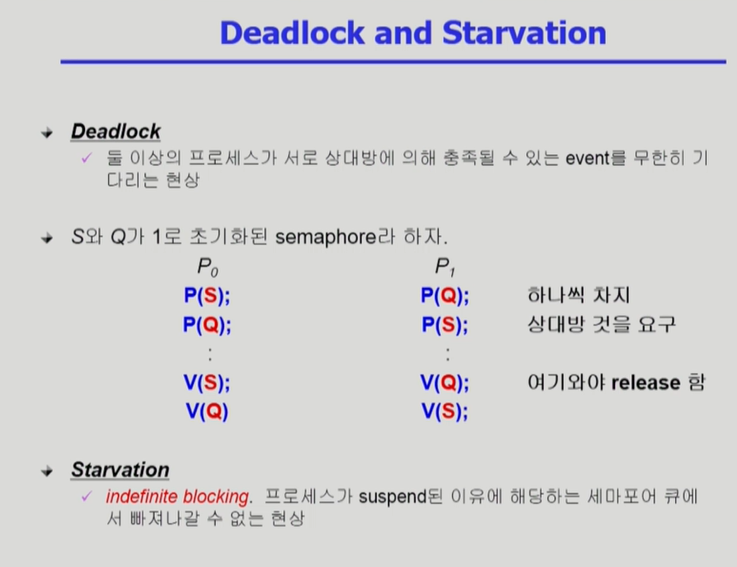 Deadlock and Starvation
Deadlock
✓ 둘 이상의 프로세스가 서로 상대방에 의해 충족될 수 있는 event를 무한히 기
다리는 현상
S와 Q가 1로 초기화된 semaphore라 하자.
P₀ P₁
P(S); P(Q); 하나씩 차지
P(Q); P(S); 상대방 것을 요구
: :
V(S); V(Q); 여기와야 release 함
V(Q) V(S);
Starvation
✓ indefinite blocking. 프로세스가 suspend된 이유에 해당하는 세마포어 큐에
서 빠져나갈 수 없는 현상